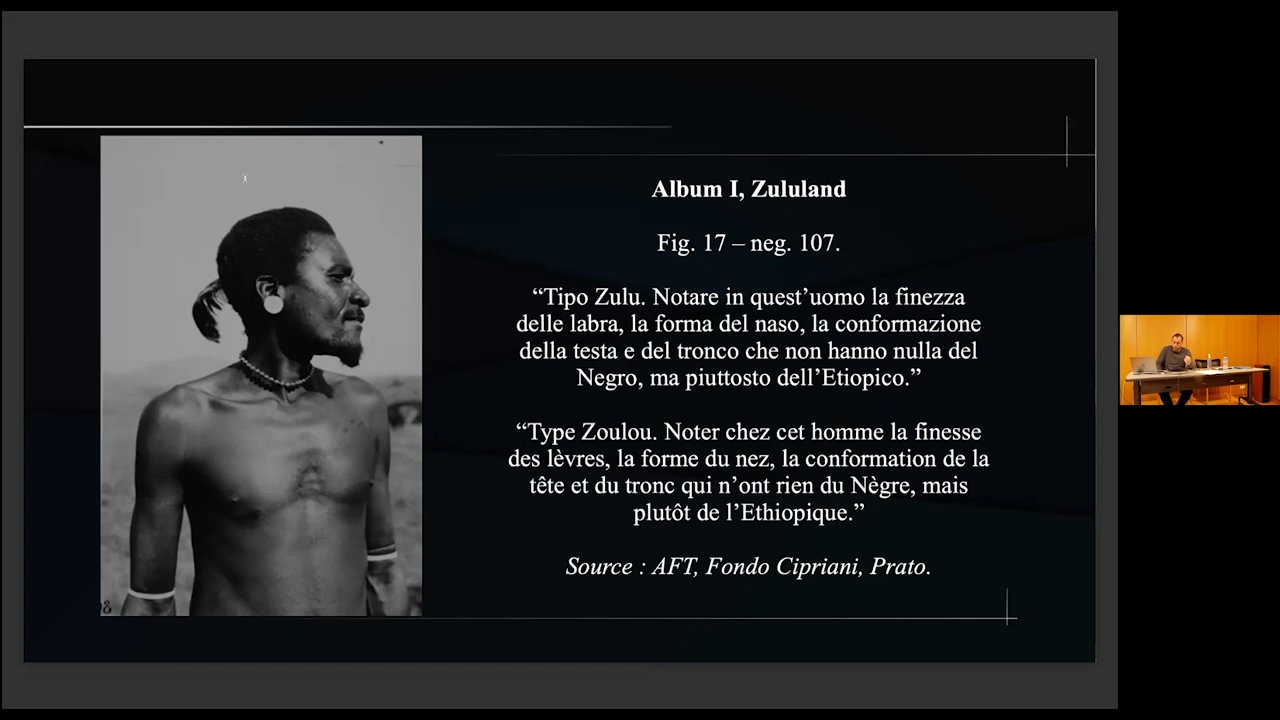 Album I, Zululand
Fig. 17 – neg. 107.
“Tipo Zulu. Notare in quest’uomo la finezza
delle labra, la forma del naso, la conformazione
della testa e del tronco che non hanno nulla del
Negro, ma piuttosto dell’Etiopico.”
“Type Zoulou. Noter chez cet homme la finesse
des lèvres, la forme du nez, la conformation de la
tête et du tronc qui n’ont rien du Nègre, mais
plutôt de l’Ethiopique.”
Source : AFT, Fondo Cipriani, Prato.